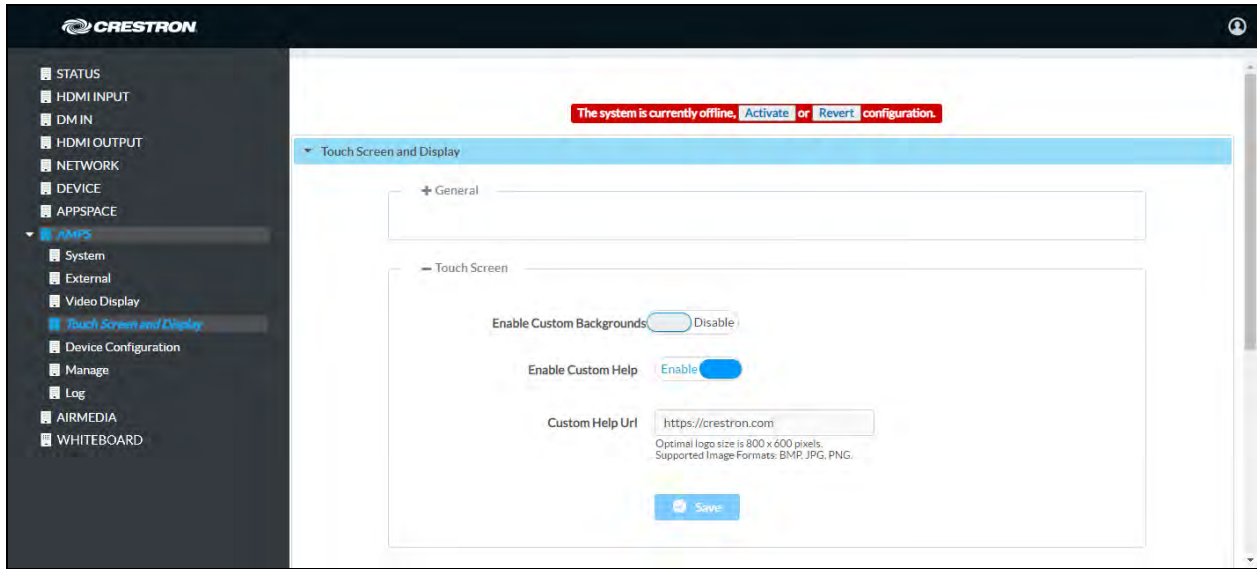 CRESTRON
STATUS
HDMI INPUT
DM IN
HDMI OUTPUT
NETWORK
DEVICE
APPSPACE
AMPS
System
External
Video Display
Touch Screen and Display
Device Configuration
Manage
Log
AIRMEDIA
WHITEBOARD
The system is currently offline, Activate or Revert configuration.
Touch Screen and Display
General
Touch Screen
Enable Custom Backgrounds Disable
Enable Custom Help Enable
Custom Help Url https://crestron.com
Optimal logo size is 800 x 600 pixels.
Supported Image Formats: BMP, JPG, PNG.
Save